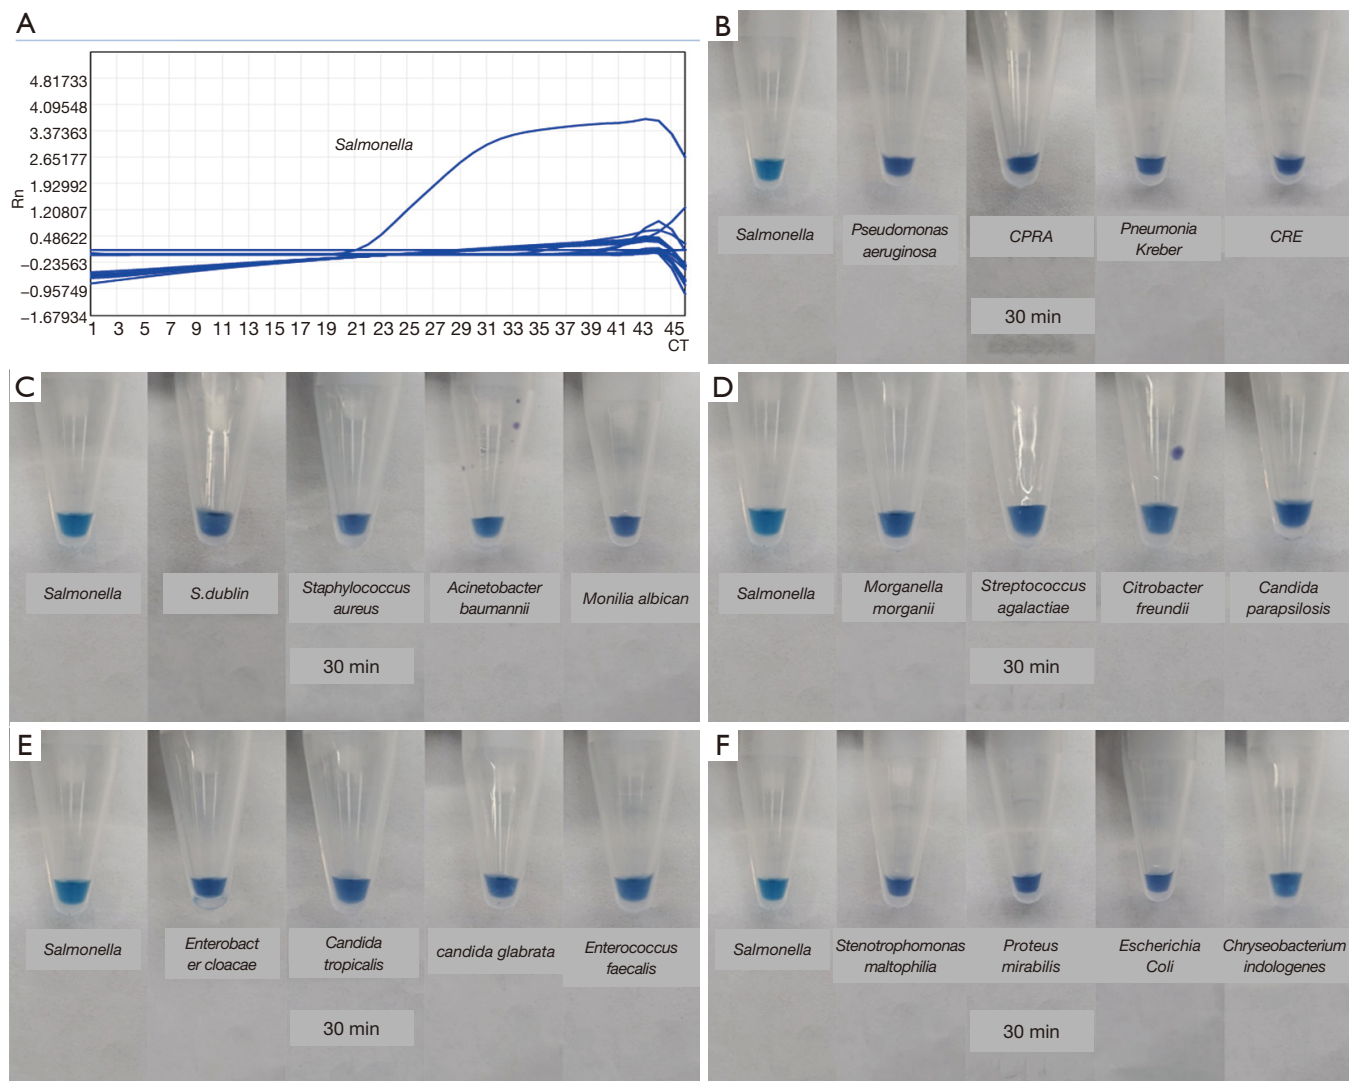 A
4.81733
4.09548
3.37363
2.65177
1.92992
1.20807
0.48622
−0.23563
−0.95749
−1.67934
Rn
Salmonella
1 3 5 7 9 11 13 15 17 19 21 23 25 27 29 31 33 35 37 39 41 43 45
CT
B
Salmonella
Pseudomonas
aeruginosa
CPRA
Pneumonia
Kreber
CRE
30 min
C
Salmonella
S.dublin
Staphylococcus
aureus
Acinetobacter
baumannii
Monilia albican
30 min
D
Salmonella
Morganella
morganii
Streptococcus
agalactiae
Citrobacter
freundii
Candida
parapsilosis
30 min
E
Salmonella
Enterobact
er cloacae
Candida
tropicalis
candida glabrata
Enterococcus
faecalis
30 min
F
Salmonella
Stenotrophomonas
maltophilia
Proteus
mirabilis
Escherichia
Coli
Chryseobacterium
indologenes
30 min